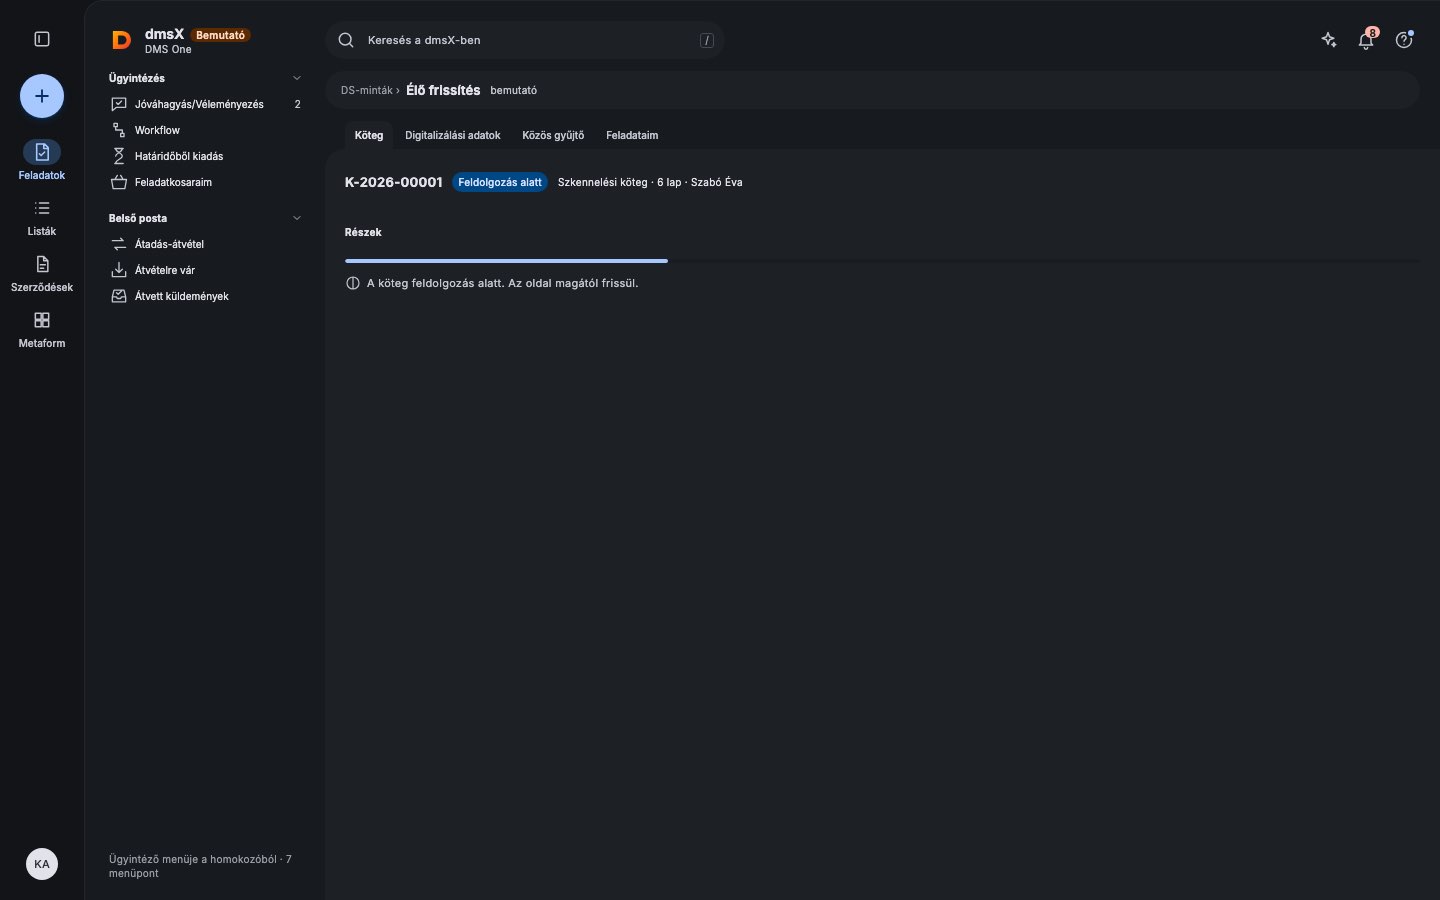 dmsX Bemutató
DMS One
Keresés a dmsX-ben /
8
Feladatok
Listák
Szerződések
Metaform
KA
Ügyintézés
Jóváhagyás/Véleményezés 2
Workflow
Határidőből kiadás
Feladatkosaraim
Belső posta
Átadás-átvétel
Átvételre vár
Átvett küldemények
Ügyintéző menüje a homokozóból · 7
menüpont
DS-minták › Élő frissítés bemutató
Köteg Digitalizálási adatok Közös gyűjtő Feladataim
K-2026-00001 Feldolgozás alatt Szkennelési köteg · 6 lap · Szabó Éva
Részek
A köteg feldolgozás alatt. Az oldal magától frissül.